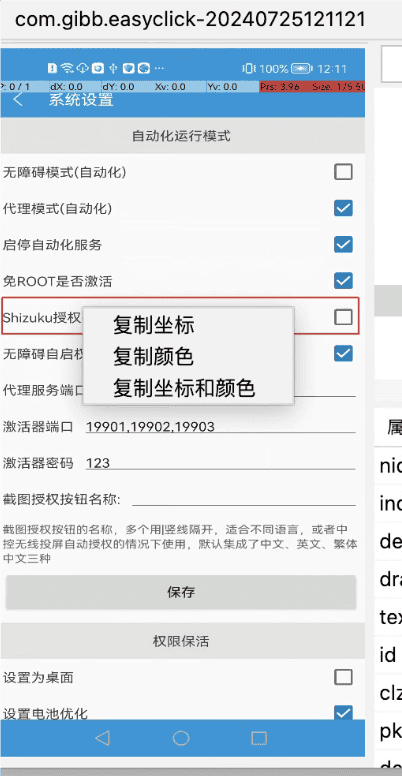 com.gibb.easyclick-20240725121121
100% 12:11
P: 0 / 1 dX: 0.0 dY: 0.0 Xv: 0.0 Yv: 0.0 Prs: 3.96 Size: 175.5
系统设置
自动化运行模式
无障碍模式(自动化)
代理模式(自动化)
启停自动化服务
免ROOT是否激活
Shizuku授权
复制坐标
无障碍自启
复制颜色
代理服务端口
复制坐标和颜色
激活器端口 19901,19902,19903
属
激活器密码 123
nic
截图授权按钮名称:
inc
截图授权按钮的名称，多个用|竖线隔开，适合不同语言，或者中
控无线投屏自动授权的情况下使用，默认集成了中文、英文、繁体
中文三种
de
dra
保存
tex
权限保活
id
设置为桌面
clz
设置电池优化
pk